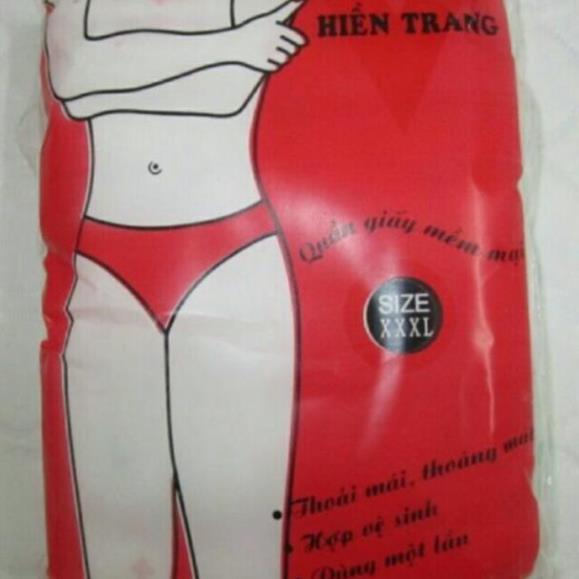 HIỀN TRANG
Quần giấy mềm mại
SIZE
XXXL
Thoải mái, thoáng mát
Hợp vệ sinh
Dùng một lần